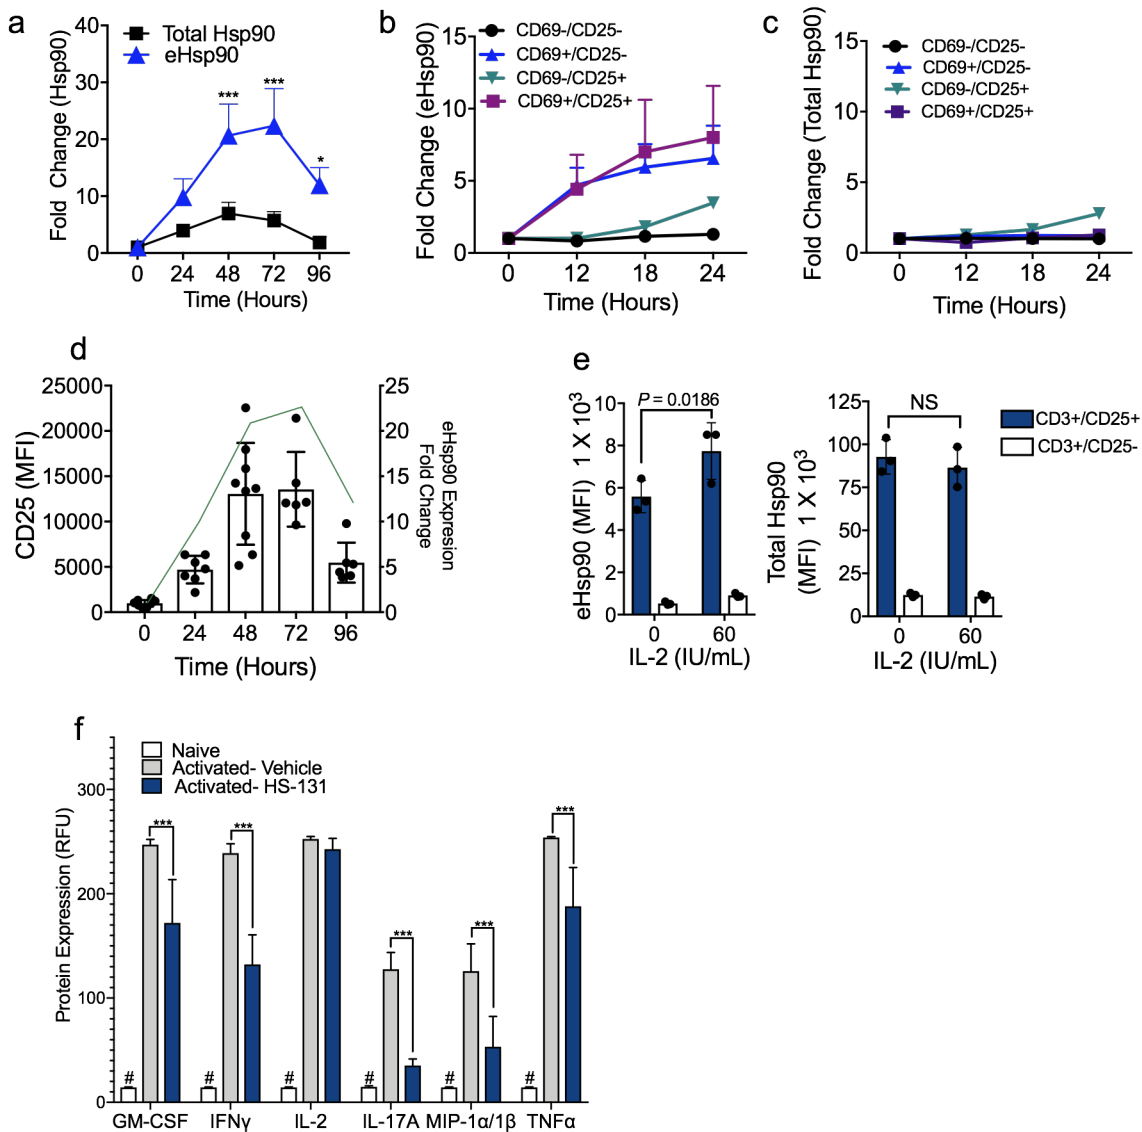 a
Fold Change (Hsp90)
40
30
20
10
0
Total Hsp90
eHsp90
***
***
*
0 24 48 72 96
Time (Hours)
b
Fold Change (eHsp90)
15
10
5
0
CD69-/CD25-
CD69+/CD25-
CD69-/CD25+
CD69+/CD25+
0 12 18 24
Time (Hours)
c
Fold Change (Total Hsp90)
15
10
5
0
CD69-/CD25-
CD69+/CD25-
CD69-/CD25+
CD69+/CD25+
0 12 18 24
Time (Hours)
d
CD25 (MFI)
25000
20000
15000
10000
5000
0
25
20
15
10
5
0
eHsp90 Expression
Fold Change
0 24 48 72 96
Time (Hours)
e
eHsp90 (MFI) 1 X 10³
10
8
6
4
2
0
P = 0.0186
0 60
IL-2 (IU/mL)
Total Hsp90
(MFI) 1 X 10³
125
100
75
50
25
0
NS
0 60
IL-2 (IU/mL)
CD3+/CD25+
CD3+/CD25-
f
Protein Expression (RFU)
300
200
100
0
Naive
Activated- Vehicle
Activated- HS-131
*** *** *** *** ***
# # # # # #
GM-CSF IFNγ IL-2 IL-17A MIP-1α/1β TNFα